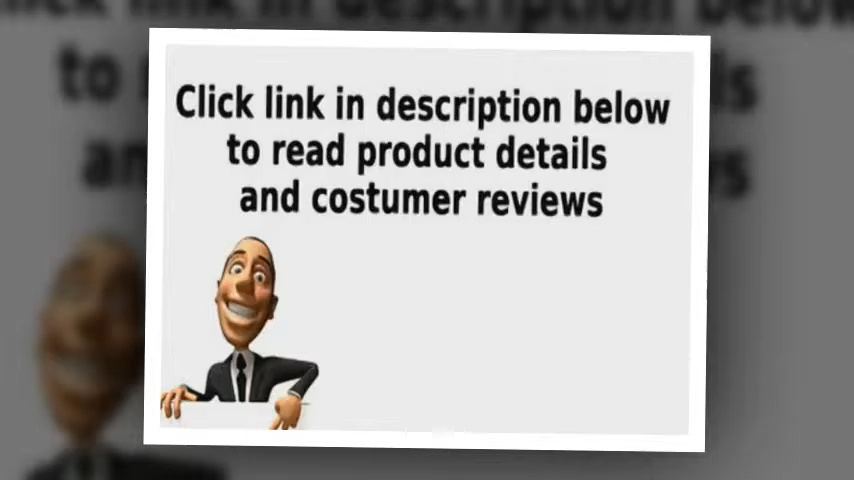 Click link in description below
to read product details
and costumer reviews